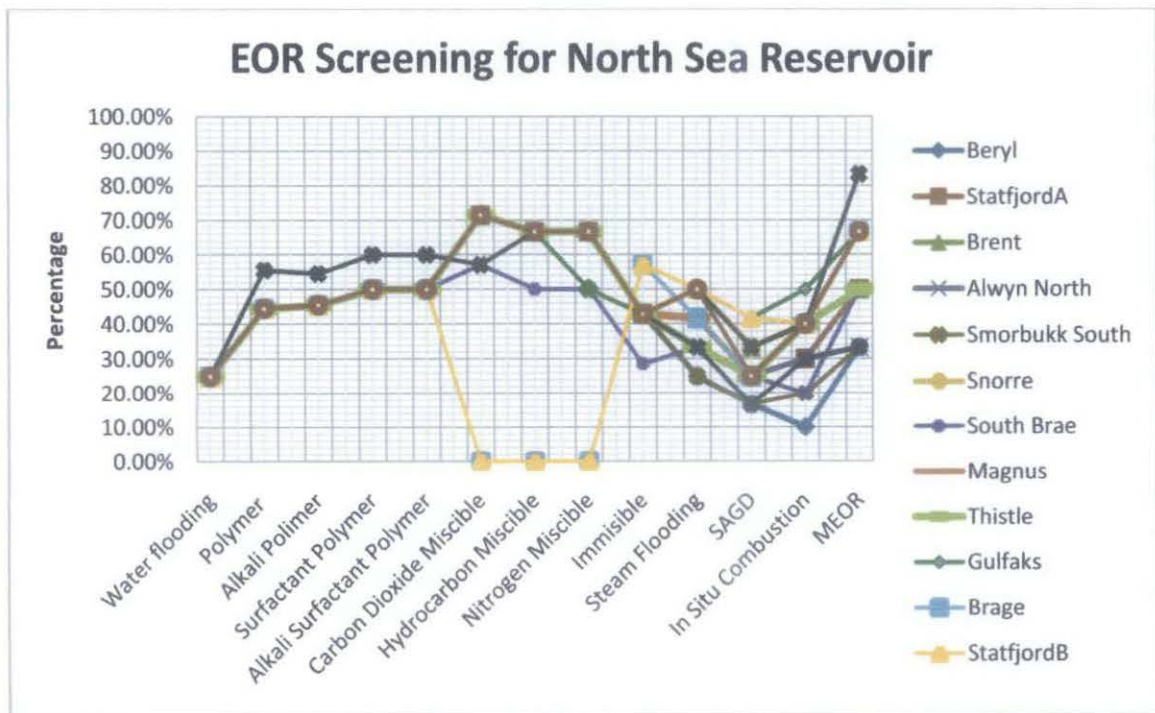 EOR Screening for North Sea Reservoir
100.00%
90.00%
80.00%
70.00%
60.00%
50.00%
40.00%
30.00%
20.00%
10.00%
0.00%
Percentage
Water flooding
Polymer
Alkali Polimer
Surfactant Polymer
Alkali Surfactant Polymer
Carbon Dioxide Miscible
Hydrocarbon Miscible
Nitrogen Miscible
Immisible
Steam Flooding
SAGD
In Situ Combustion
MEOR
Beryl
StatfjordA
Brent
Alwyn North
Smorbukk South
Snorre
South Brae
Magnus
Thistle
Gulfaks
Brage
StatfjordB